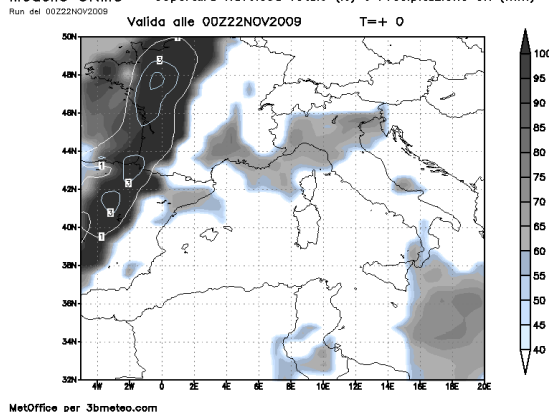 Run del 00Z22NOV2009
Valida alle 00Z22NOV2009 T=+ 0
50N
48N
46N
44N
42N
40N
38N
36N
34N
32N
4W 2W 0 2E 4E 6E 8E 10E 12E 14E 16E 18E 20E
3
1
3
3
1
100
95
90
85
80
75
70
65
60
55
50
45
40
MetOffice per 3bmeteo.com